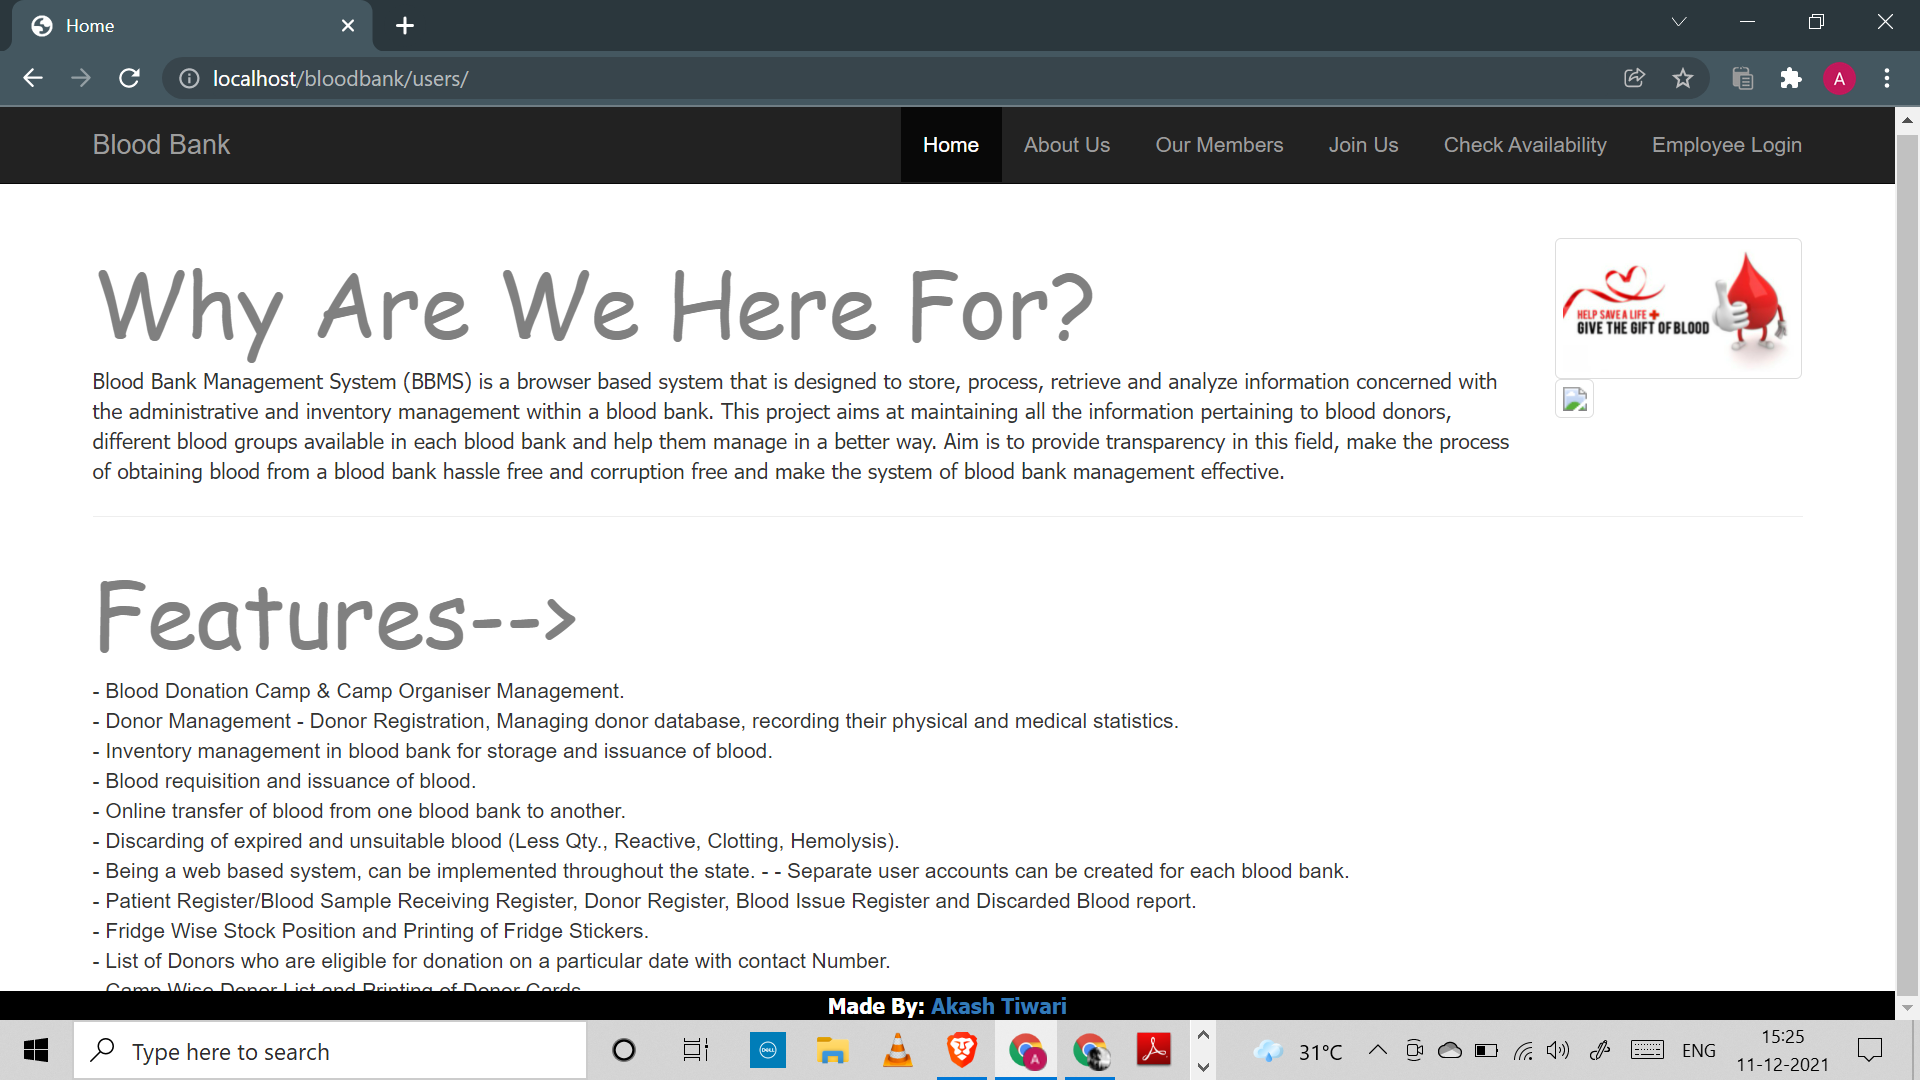 Home
localhost/bloodbank/users/
A
Blood Bank
Home About Us Our Members Join Us Check Availability Employee Login
Why Are We Here For?
HELP SAVE A LIFE +
GIVE THE GIFT OF BLOOD
Blood Bank Management System (BBMS) is a browser based system that is designed to store, process, retrieve and analyze information concerned with
the administrative and inventory management within a blood bank. This project aims at maintaining all the information pertaining to blood donors,
different blood groups available in each blood bank and help them manage in a better way. Aim is to provide transparency in this field, make the process
of obtaining blood from a blood bank hassle free and corruption free and make the system of blood bank management effective.
Features-->
- Blood Donation Camp & Camp Organiser Management.
- Donor Management - Donor Registration, Managing donor database, recording their physical and medical statistics.
- Inventory management in blood bank for storage and issuance of blood.
- Blood requisition and issuance of blood.
- Online transfer of blood from one blood bank to another.
- Discarding of expired and unsuitable blood (Less Qty., Reactive, Clotting, Hemolysis).
- Being a web based system, can be implemented throughout the state. - - Separate user accounts can be created for each blood bank.
- Patient Register/Blood Sample Receiving Register, Donor Register, Blood Issue Register and Discarded Blood report.
- Fridge Wise Stock Position and Printing of Fridge Stickers.
- List of Donors who are eligible for donation on a particular date with contact Number.
- Camp Wise Donor List and Printing of Donor Cards
Made By: Akash Tiwari
Type here to search
DELL
A
31°C
ENG
15:25
11-12-2021